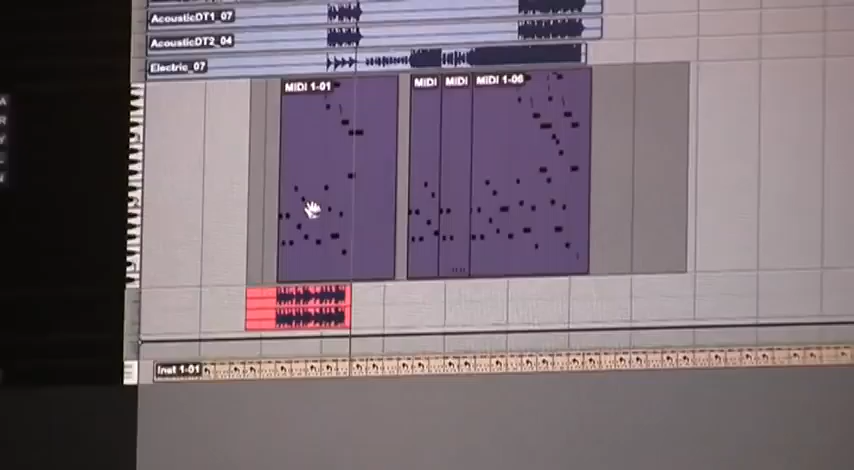 AcousticDT1_07
AcousticDT2_04
Electric_07
MIDI 1-01
MIDI
MIDI
MIDI 1-06
Inst 1-01